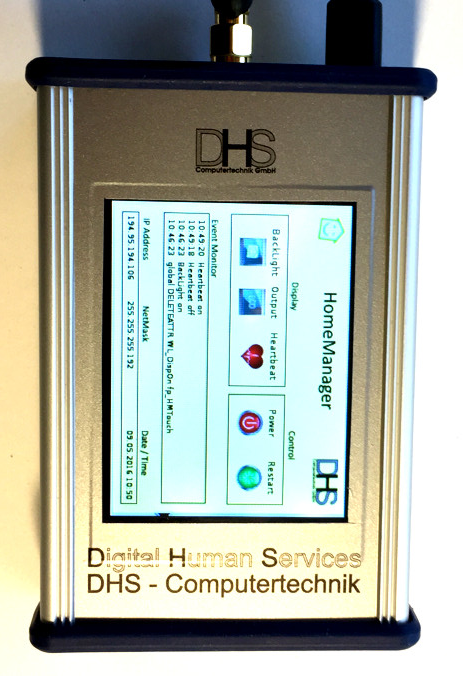 DHS
Computertechnik GmbH
HomeManager
DHS
Display
Control
BackLight Output Heartbeat
Power Restart
Event Monitor
10:49:20 Heartbeat on
10:49:18 Heartbeat off
10:46:23 BackLight on
10:46:23 global DELETEATTR WL_DispOn fp_HMTouch
IP Address NetMask Date / Time
194.95.194.106 255.255.255.192 09.05.2016 10:50
Digital Human Services
DHS - Computertechnik